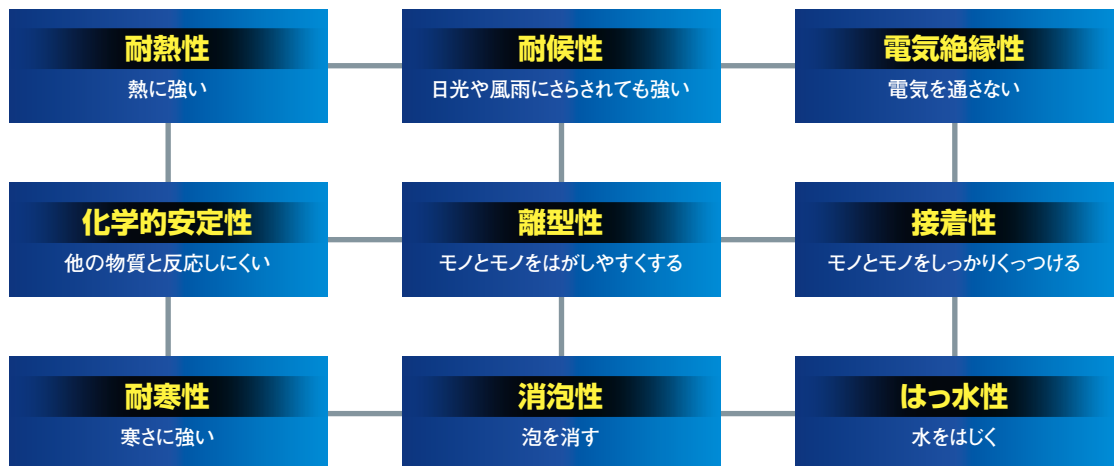 耐熱性
熱に強い
耐候性
日光や風雨にさらされても強い
電気絶縁性
電気を通さない
化学的安定性
他の物質と反応しにくい
離型性
モノとモノをはがしやすくする
接着性
モノとモノをしっかりくっつける
耐寒性
寒さに強い
消泡性
泡を消す
はっ水性
水をはじく